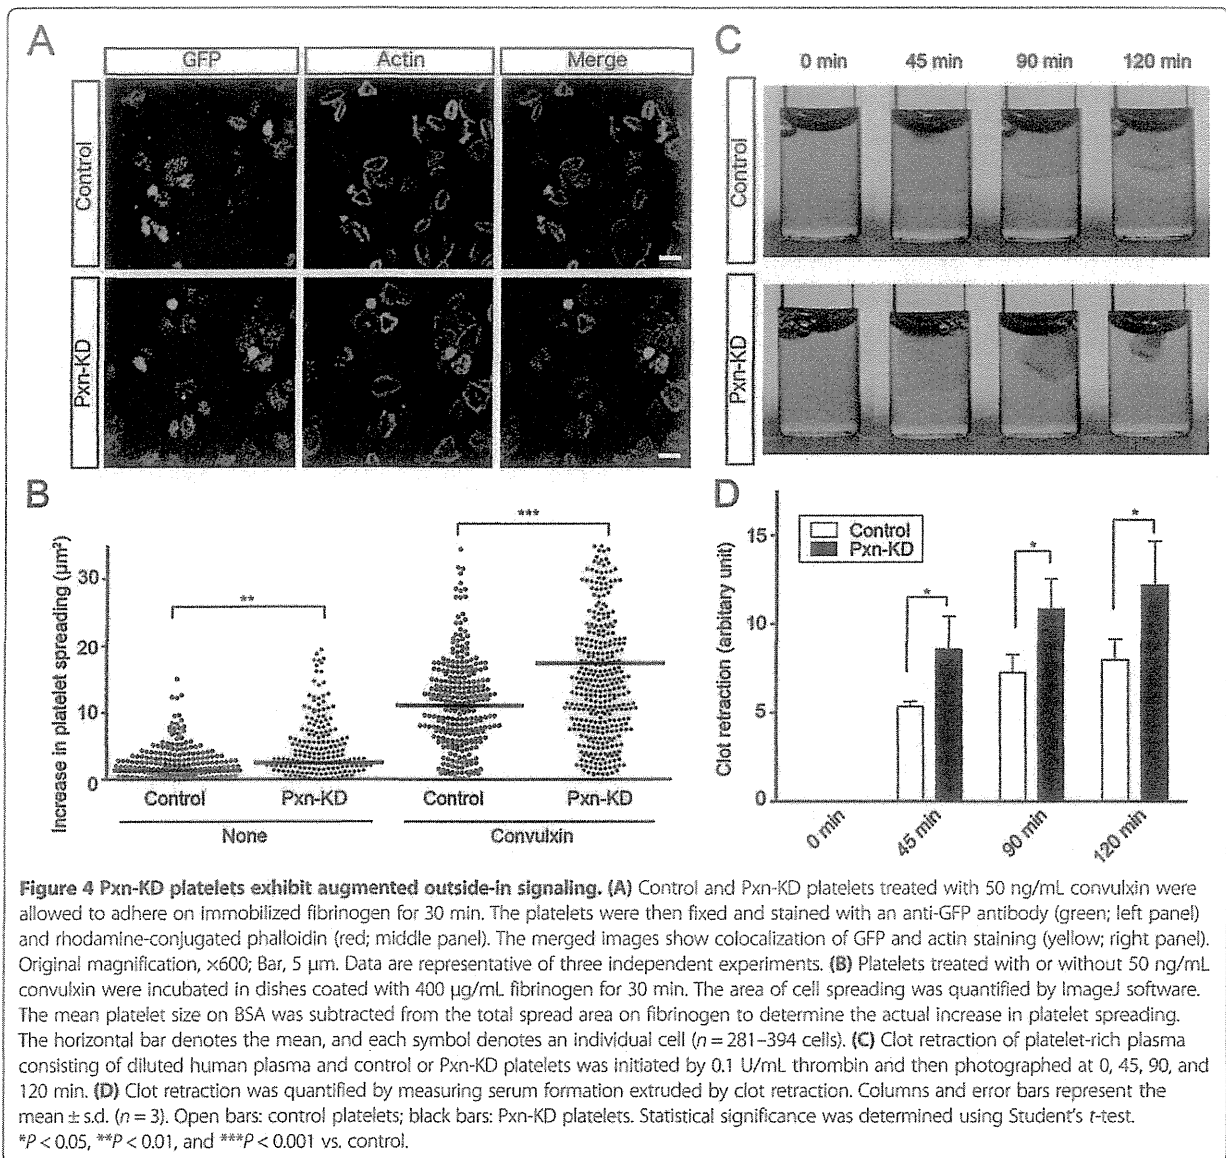 A
GFP
Actin
Merge
Control
Pxn-KD
C
0 min
45 min
90 min
120 min
Control
Pxn-KD
B
Increase in platelet spreading (µm²)
30
20
10
0
**
***
Control
Pxn-KD
Control
Pxn-KD
None
Convulxin
D
Clot retraction (arbitary unit)
15
10
5
0
Control
Pxn-KD
*
*
*
0 min
45 min
90 min
120 min
Figure 4 Pxn-KD platelets exhibit augmented outside-in signaling. (A) Control and Pxn-KD platelets treated with 50 ng/mL convulxin were
allowed to adhere on immobilized fibrinogen for 30 min. The platelets were then fixed and stained with an anti-GFP antibody (green; left panel)
and rhodamine-conjugated phalloidin (red; middle panel). The merged images show colocalization of GFP and actin staining (yellow; right panel).
Original magnification, ×600; Bar, 5 µm. Data are representative of three independent experiments. (B) Platelets treated with or without 50 ng/mL
convulxin were incubated in dishes coated with 400 µg/mL fibrinogen for 30 min. The area of cell spreading was quantified by ImageJ software.
The mean platelet size on BSA was subtracted from the total spread area on fibrinogen to determine the actual increase in platelet spreading.
The horizontal bar denotes the mean, and each symbol denotes an individual cell (n = 281–394 cells). (C) Clot retraction of platelet-rich plasma
consisting of diluted human plasma and control or Pxn-KD platelets was initiated by 0.1 U/mL thrombin and then photographed at 0, 45, 90, and
120 min. (D) Clot retraction was quantified by measuring serum formation extruded by clot retraction. Columns and error bars represent the
mean ± s.d. (n = 3). Open bars: control platelets; black bars: Pxn-KD platelets. Statistical significance was determined using Student's t-test.
*P < 0.05, **P < 0.01, and ***P < 0.001 vs. control.